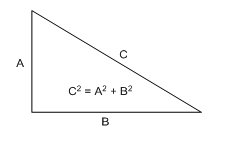 C
A
C² = A² + B²
B